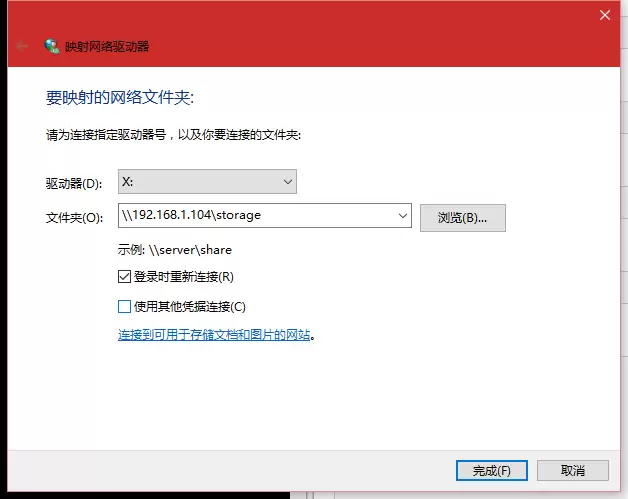 映射网络驱动器
要映射的网络文件夹:
请为连接指定驱动器号，以及你要连接的文件夹:
驱动器(D): X:
文件夹(O): \\192.168.1.104\storage 浏览(B)...
示例: \\server\share
登录时重新连接(R)
使用其他凭据连接(C)
连接到可用于存储文档和图片的网站。
完成(F) 取消